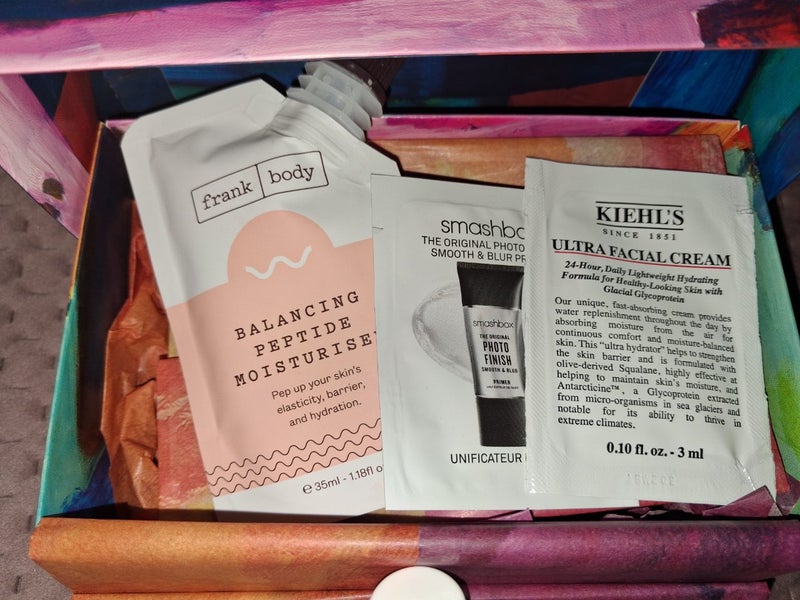 frank body
BALANCING
PEPTIDE
MOISTURISE
Pep up your skin's
elasticity, barrier,
and hydration.
℮ 35ml - 1.18fl o
smashbo
THE ORIGINAL PHOTO
SMOOTH & BLUR PR
smashbox
THE ORIGINAL
PHOTO
FINISH
SMOOTH & BLUR
PRIMER
UNIFICATEUR
KIEHL'S
SINCE 1851
ULTRA FACIAL CREAM
24-Hour, Daily Lightweight Hydrating
Formula for Healthy-Looking Skin with
Glacial Glycoprotein
Our unique, fast-absorbing cream provides
water replenishment throughout the day by
absorbing moisture from the air for
continuous comfort and moisture-balanced
skin. This "ultra hydrator" helps to strengthen
the skin barrier and is formulated with
olive-derived Squalane, highly effective at
helping to maintain skin's moisture, and
Antarcticine™, a Glycoprotein extracted
from micro-organisms in sea glaciers and
notable for its ability to thrive in
extreme climates.
0.10 fl. oz. - 3 ml